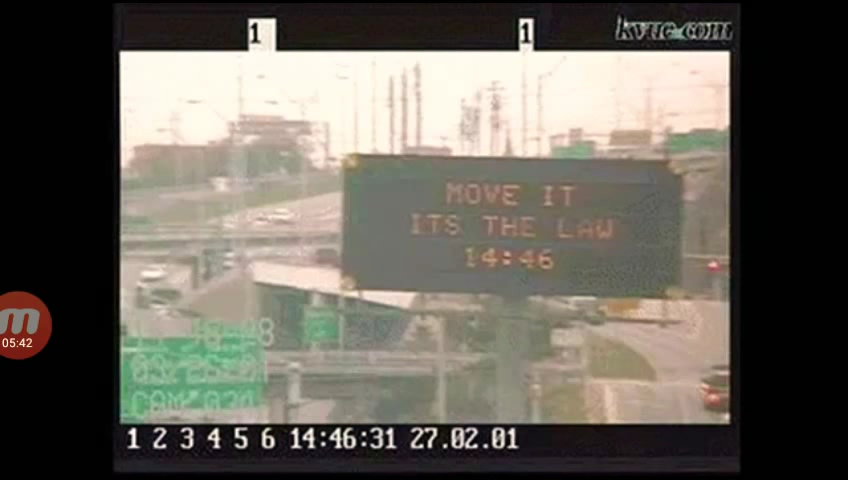 1 1 kvue.com
MOVE IT
ITS THE LAW
14:46
05:42
CAM
1 2 3 4 5 6 14:46:31 27.02.01